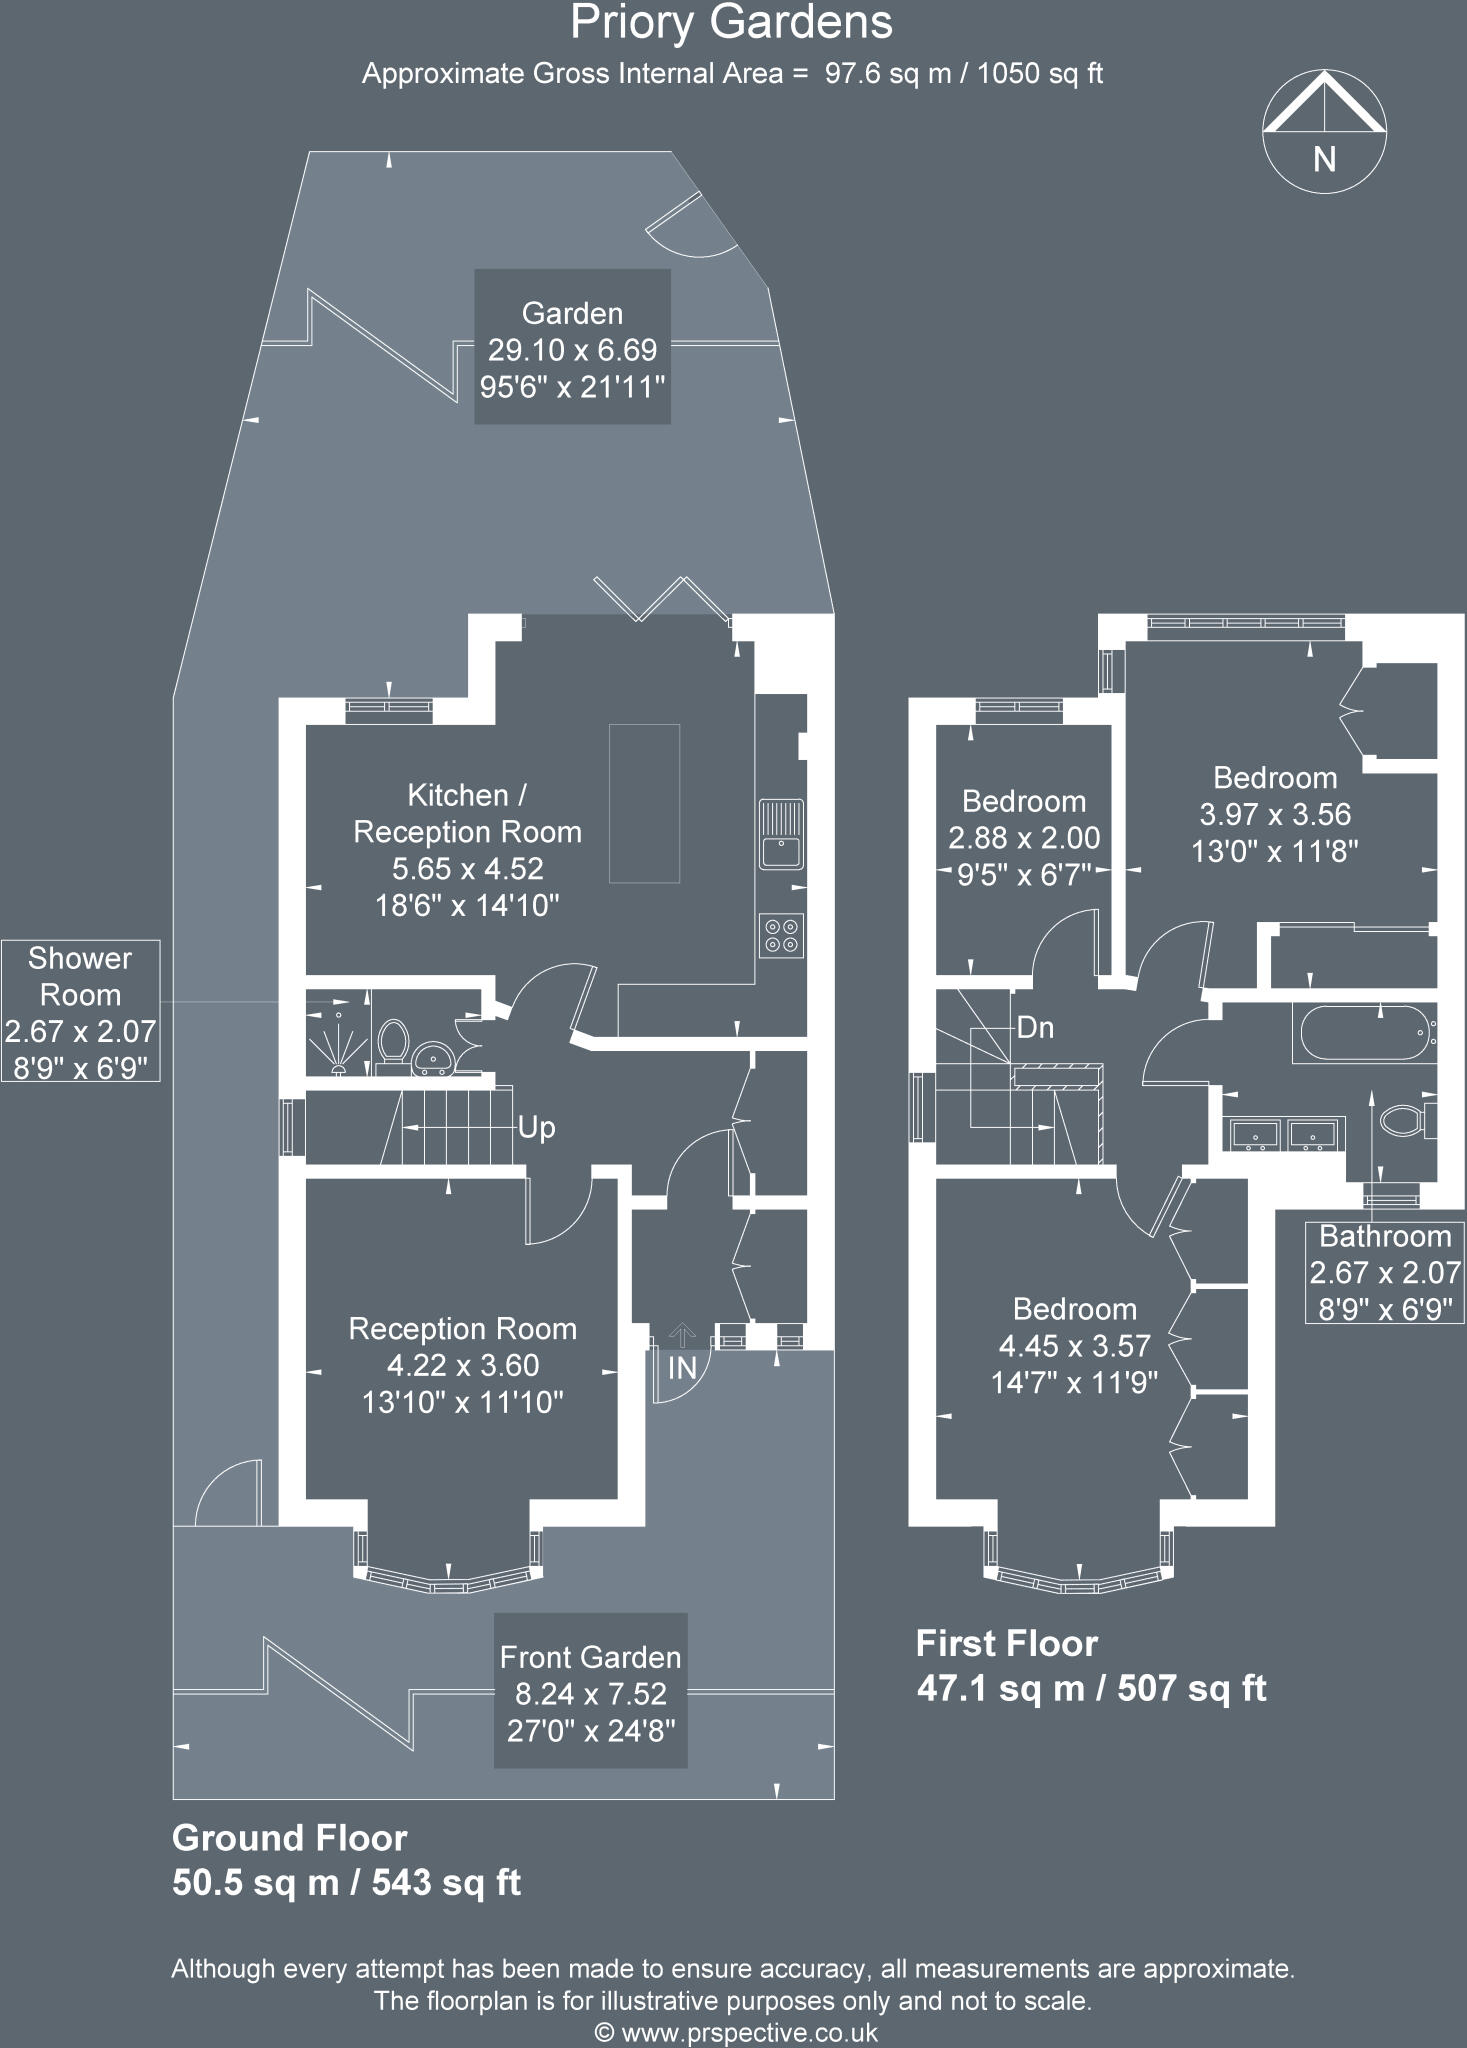 Priory Gardens
Approximate Gross Internal Area = 97.6 sq m / 1050 sq ft
N
Garden
29.10 x 6.69
95'6" x 21'11"
Kitchen /
Reception Room
5.65 x 4.52
18'6" x 14'10"
Bedroom
2.88 x 2.00
9'5" x 6'7"
Bedroom
3.97 x 3.56
13'0" x 11'8"
Shower
Room
2.67 x 2.07
8'9" x 6'9"
Dn
Up
Bathroom
2.67 x 2.07
8'9" x 6'9"
Reception Room
4.22 x 3.60
13'10" x 11'10"
IN
Bedroom
4.45 x 3.57
14'7" x 11'9"
Front Garden
8.24 x 7.52
27'0" x 24'8"
First Floor
47.1 sq m / 507 sq ft
Ground Floor
50.5 sq m / 543 sq ft
Although every attempt has been made to ensure accuracy, all measurements are approximate.
The floorplan is for illustrative purposes only and not to scale.
© www.prspective.co.uk